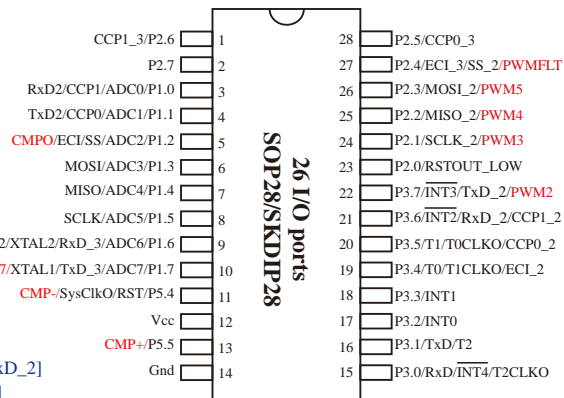 CCP1_3/P2.6 1
P2.7 2
RxD2/CCP1/ADC0/P1.0 3
TxD2/CCP0/ADC1/P1.1 4
CMPO/ECI/SS/ADC2/P1.2 5
MOSI/ADC3/P1.3 6
MISO/ADC4/P1.4 7
SCLK/ADC5/P1.5 8
2/XTAL2/RxD_3/ADC6/P1.6 9
7/XTAL1/TxD_3/ADC7/P1.7 10
CMP-/SysClkO/RST/P5.4 11
Vcc 12
CMP+/P5.5 13
Gnd 14
26 I/O ports
SOP28/SKDIP28
28 P2.5/CCP0_3
27 P2.4/ECI_3/SS_2/PWMFLT
26 P2.3/MOSI_2/PWM5
25 P2.2/MISO_2/PWM4
24 P2.1/SCLK_2/PWM3
23 P2.0/RSTOUT_LOW
22 P3.7/INT3/TxD_2/PWM2
21 P3.6/INT2/RxD_2/CCP1_2
20 P3.5/T1/T0CLKO/CCP0_2
19 P3.4/T0/T1CLKO/ECI_2
18 P3.3/INT1
17 P3.2/INT0
16 P3.1/TxD/T2
15 P3.0/RxD/INT4/T2CLKO
xD_2]
]